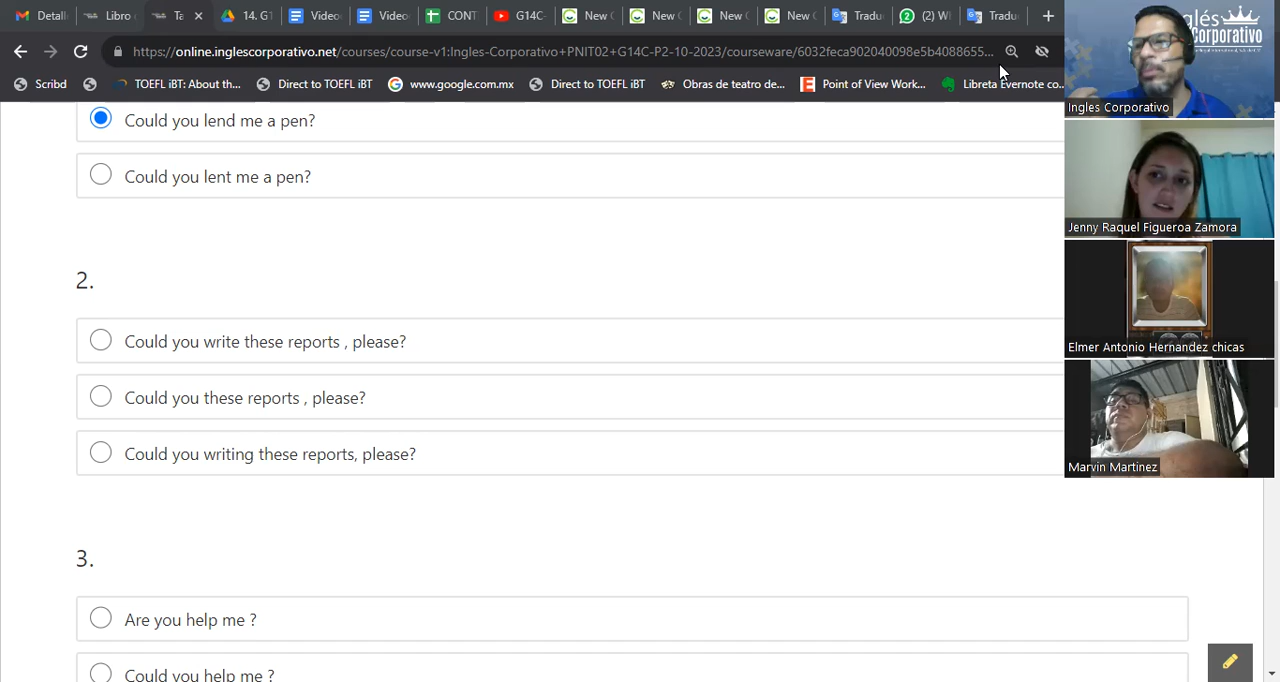 Detall
Libro
Ta
14. G1
Video
Video
CONT
G14C-
New
New
New
New
Tradu
(2) W
Tradu
https://online.inglescorporativo.net/courses/course-v1:Ingles-Corporativo+PNIT02+G14C-P2-10-2023/courseware/6032feca902040098e5b4088655...
Scribd
TOEFL iBT: About th...
Direct to TOEFL iBT
www.google.com.mx
Direct to TOEFL iBT
Obras de teatro de...
Point of View Work...
Libreta Evernote co...
glés
Corporativo
Ingles Corporativo
Jenny Raquel Figueroa Zamora
Elmer Antonio Hernandez chicas
Marvin Martinez
Could you lend me a pen?
Could you lent me a pen?
2.
Could you write these reports , please?
Could you these reports , please?
Could you writing these reports, please?
3.
Are you help me ?
Could you help me ?